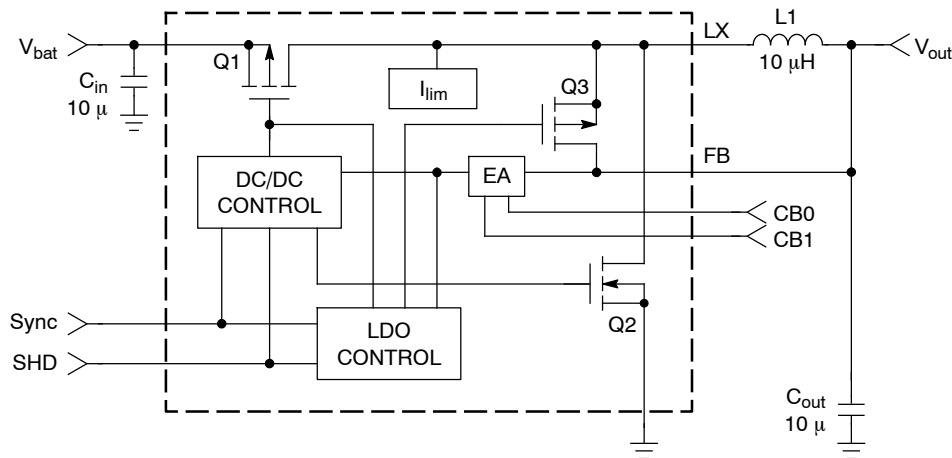 V_bat
C_in
10 μ
Q1
I_lim
LX
L1
10 μH
V_out
Q3
DC/DC
CONTROL
EA
FB
CB0
CB1
Q2
Sync
SHD
LDO
CONTROL
C_out
10 μ